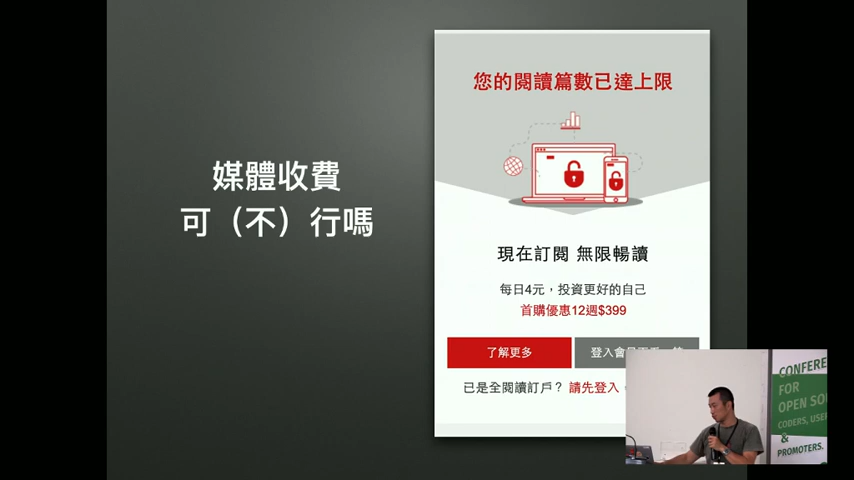 媒體收費
可（不）行嗎
您的閱讀篇數已達上限
現在訂閱 無限暢讀
每日4元，投資更好的自己
首購優惠12週$399
了解更多
登入會員
已是全閱讀訂戶？ 請先登入
CONFERE
FOR
OPEN SOU
CODERS, USER
&
PROMOTERS.